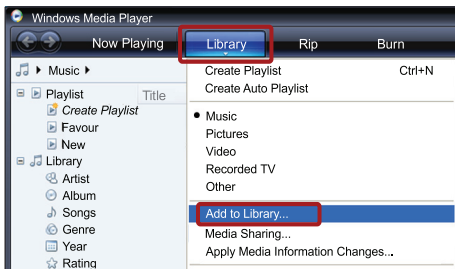 Windows Media Player
Now Playing Library Rip Burn
Music
Playlist
Create Playlist
Favour
New
Library
Artist
Album
Songs
Genre
Year
Rating
Title
Create Playlist Ctrl+N
Create Auto Playlist
Music
Pictures
Video
Recorded TV
Other
Add to Library...
Media Sharing...
Apply Media Information Changes...